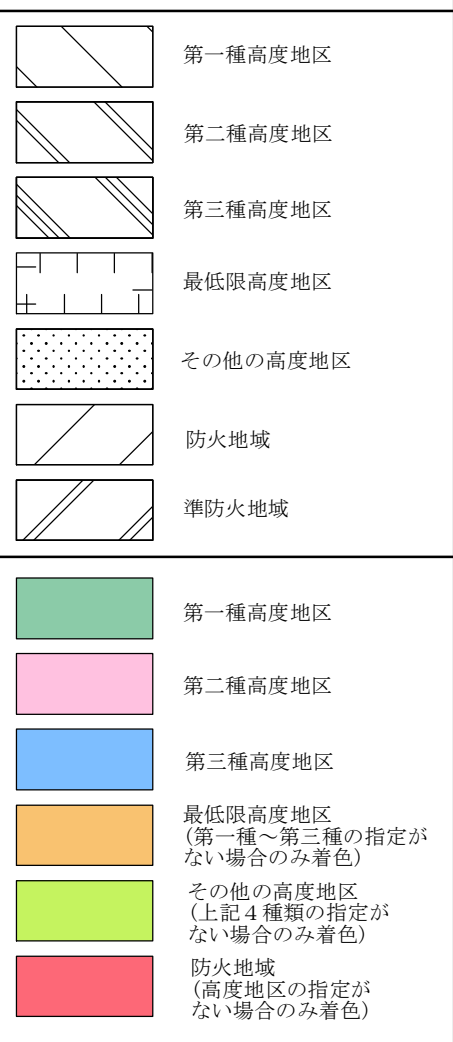 第一種高度地区
第二種高度地区
第三種高度地区
最低限高度地区
その他の高度地区
防火地域
準防火地域
第一種高度地区
第二種高度地区
第三種高度地区
最低限高度地区
(第一種～第三種の指定が
ない場合のみ着色)
その他の高度地区
(上記４種類の指定が
ない場合のみ着色)
防火地域
(高度地区の指定が
ない場合のみ着色)